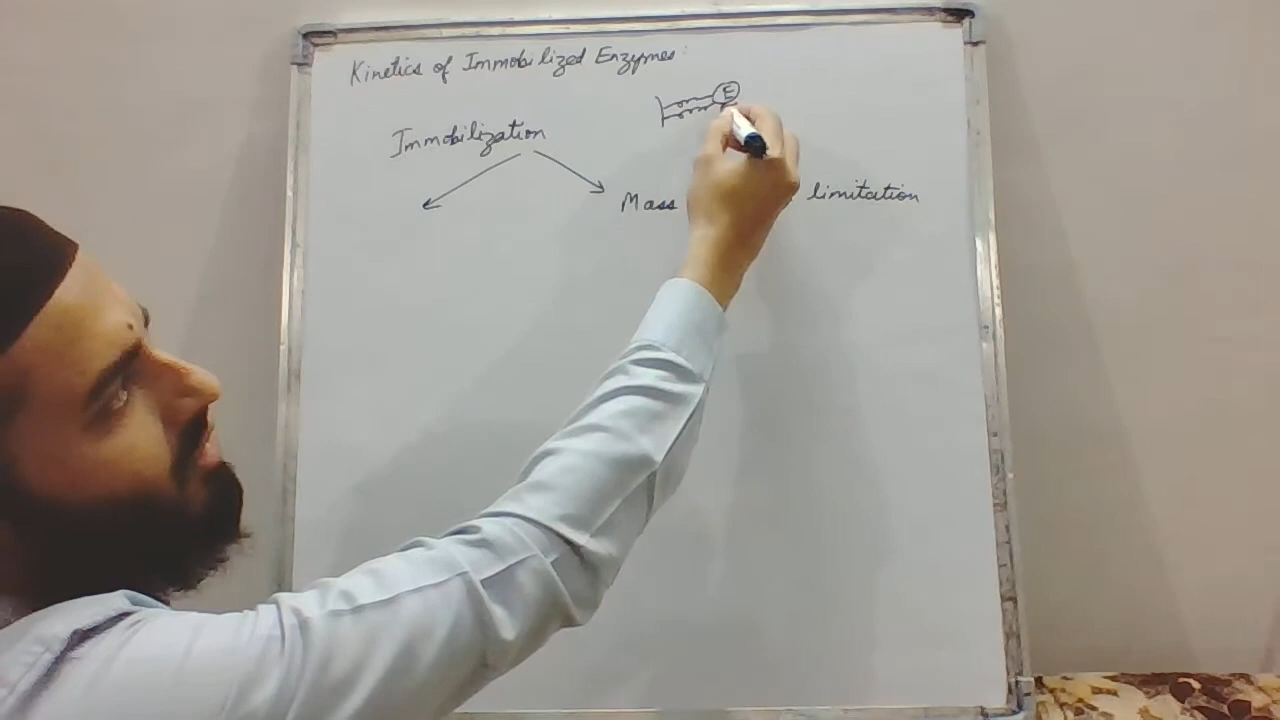 Kinetics of Immobilized Enzymes:
E
Immobilization
Mass limitation